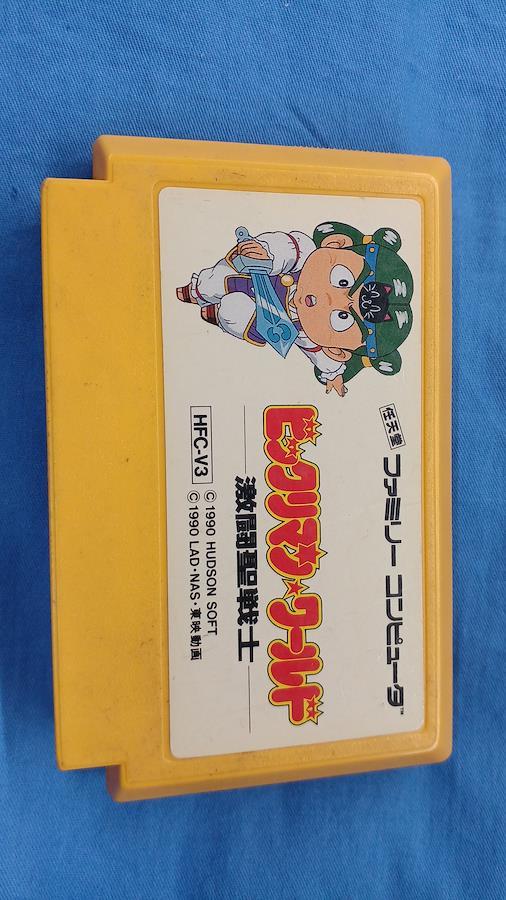 任天堂 ファミリー コンピュータ™
ビックリマン★ワールド
激闘聖戦士
HFC-V3
© 1990 HUDSON SOFT
© 1990 LAD・NAS・東映動画